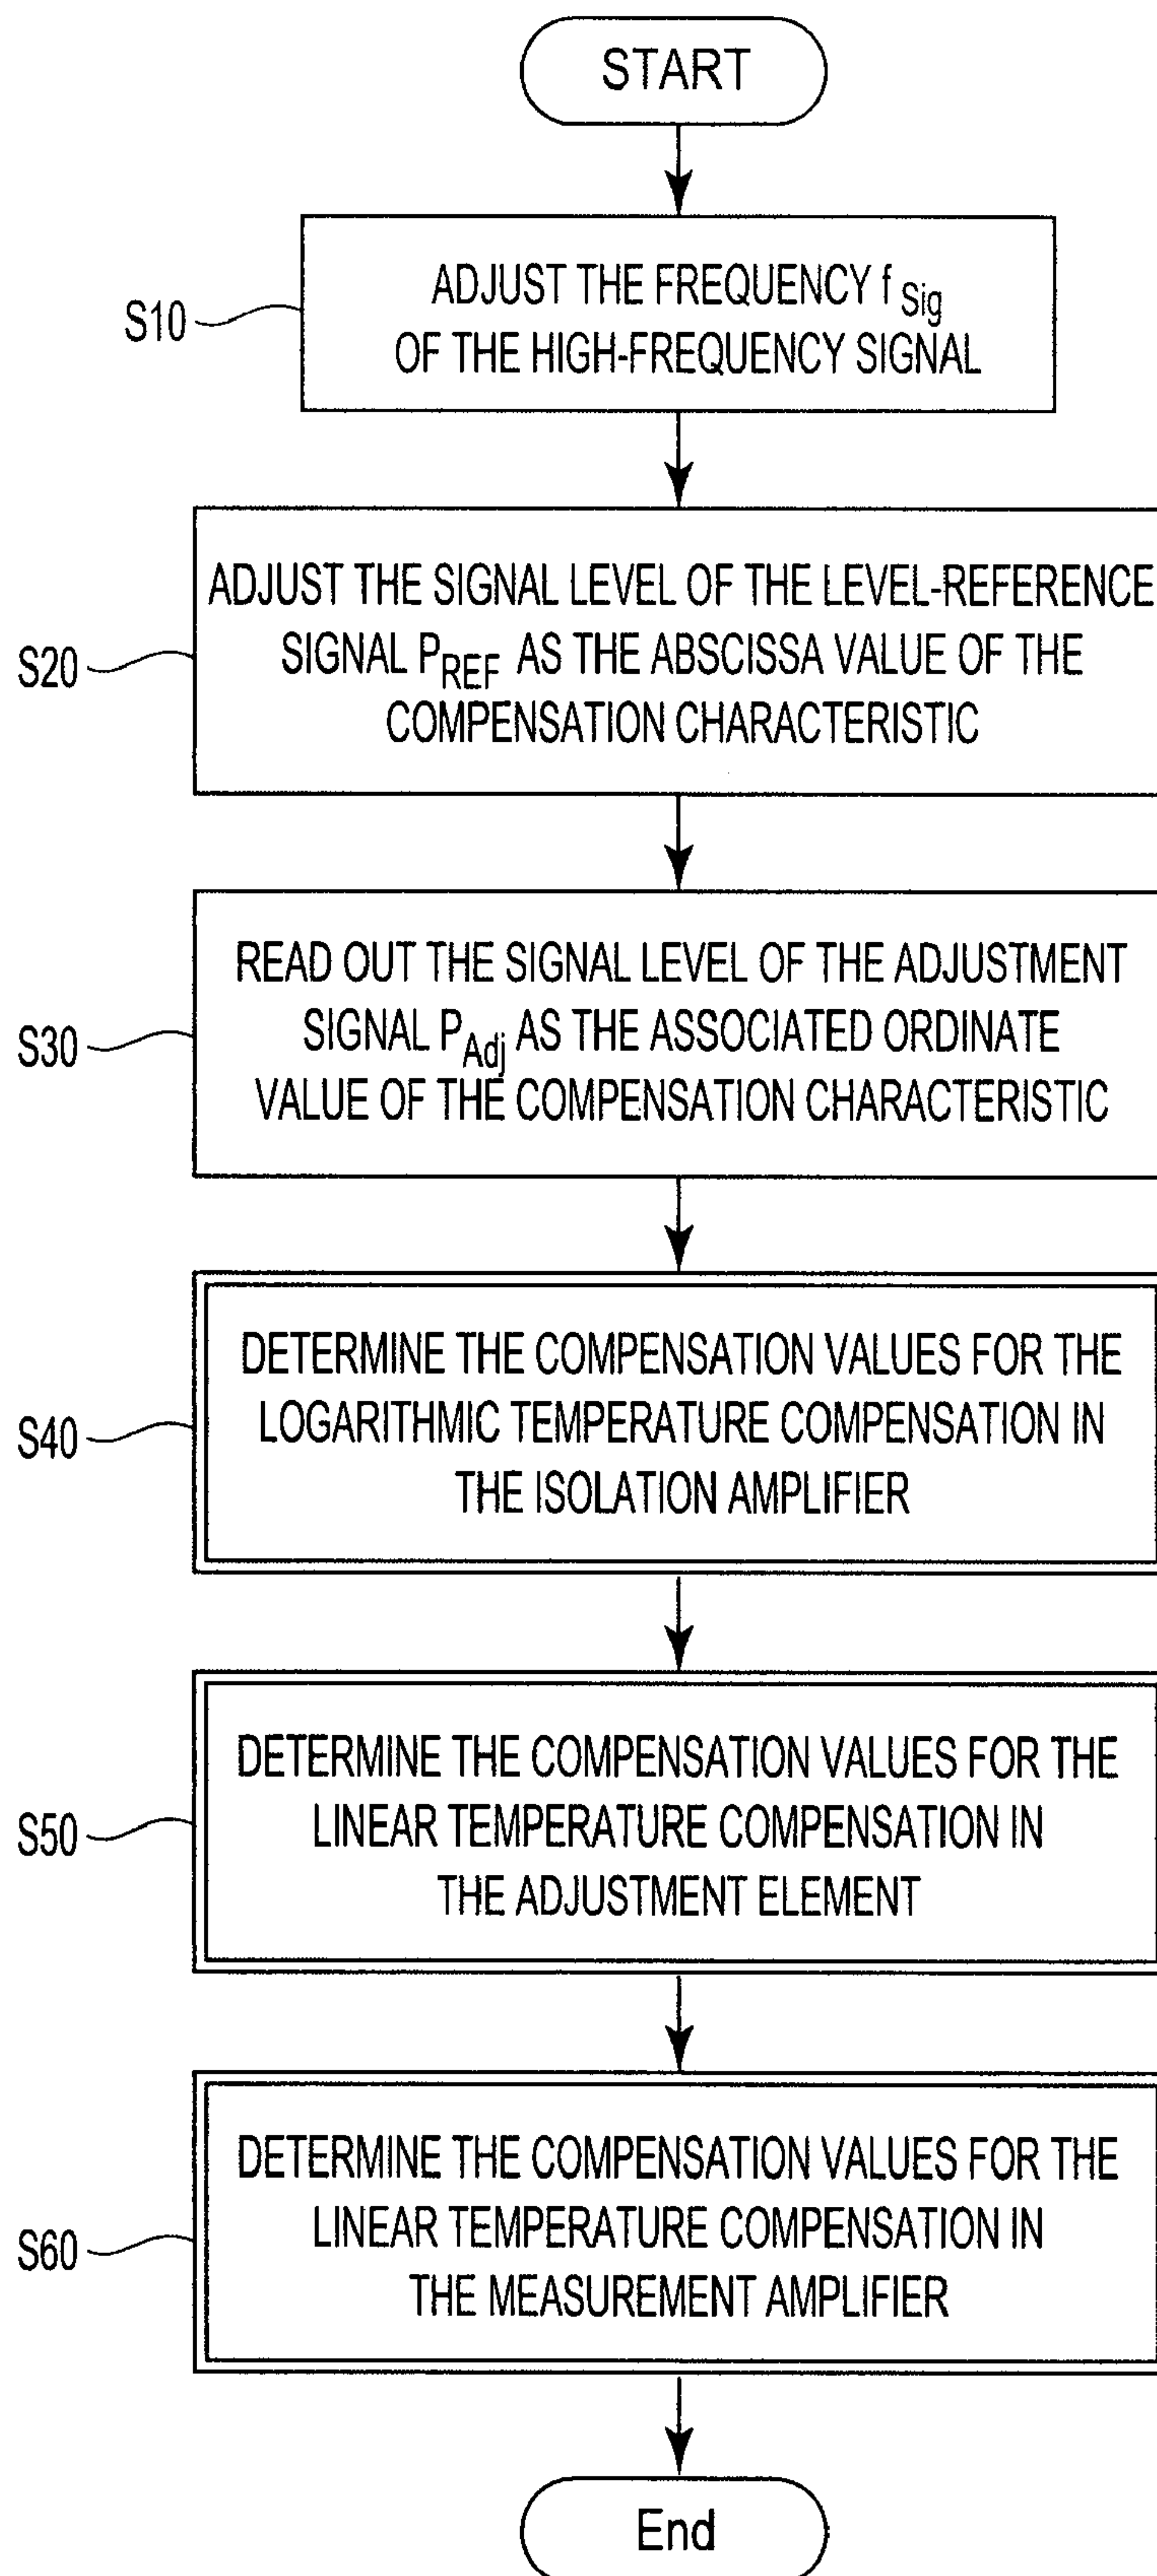 START
S10
ADJUST THE FREQUENCY f Sig
OF THE HIGH-FREQUENCY SIGNAL
S20
ADJUST THE SIGNAL LEVEL OF THE LEVEL-REFERENCE
SIGNAL PREF AS THE ABSCISSA VALUE OF THE
COMPENSATION CHARACTERISTIC
S30
READ OUT THE SIGNAL LEVEL OF THE ADJUSTMENT
SIGNAL PAdj AS THE ASSOCIATED ORDINATE
VALUE OF THE COMPENSATION CHARACTERISTIC
S40
DETERMINE THE COMPENSATION VALUES FOR THE
LOGARITHMIC TEMPERATURE COMPENSATION IN
THE ISOLATION AMPLIFIER
S50
DETERMINE THE COMPENSATION VALUES FOR THE
LINEAR TEMPERATURE COMPENSATION IN
THE ADJUSTMENT ELEMENT
S60
DETERMINE THE COMPENSATION VALUES FOR THE
LINEAR TEMPERATURE COMPENSATION IN
THE MEASUREMENT AMPLIFIER
End